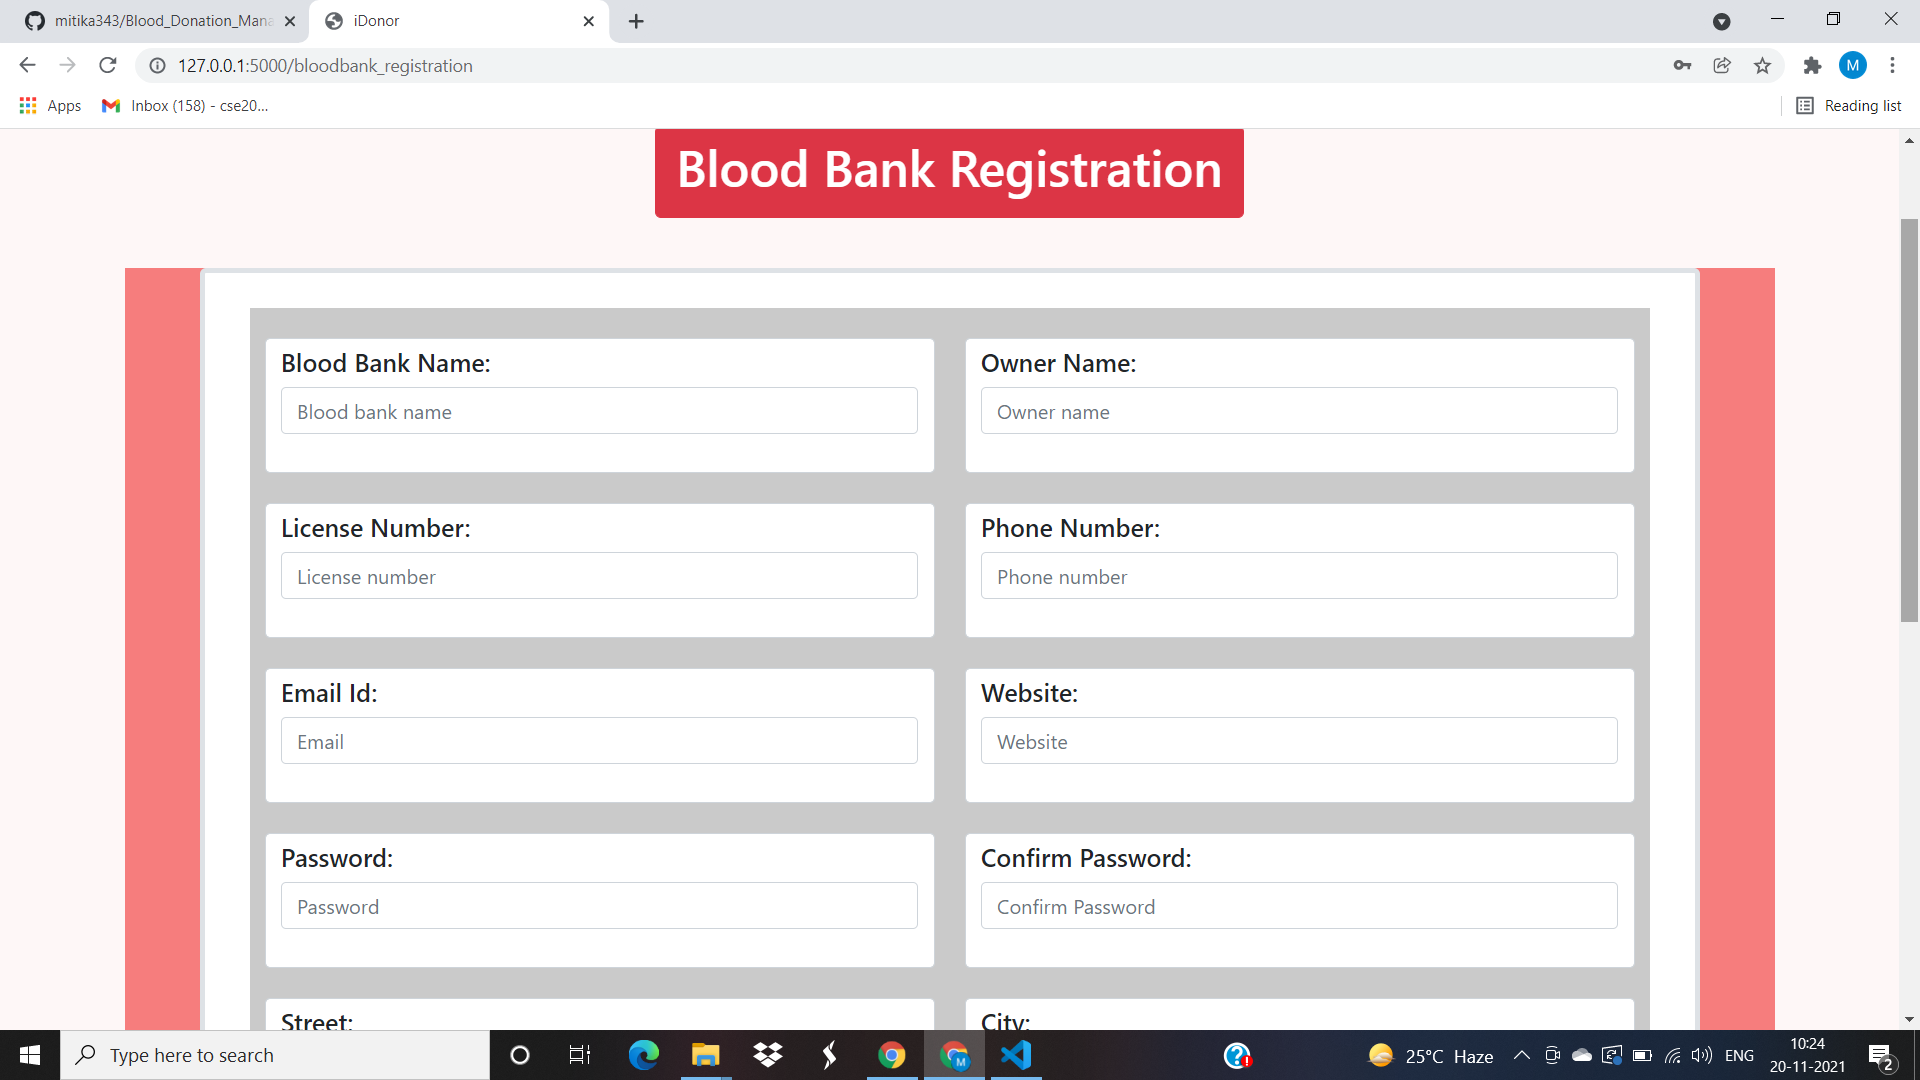 mitika343/Blood_Donation_Mana
iDonor
127.0.0.1:5000/bloodbank_registration
M
Apps
Inbox (158) - cse20...
Reading list
Blood Bank Registration
Blood Bank Name:
Owner Name:
Blood bank name
Owner name
License Number:
Phone Number:
License number
Phone number
Email Id:
Website:
Email
Website
Password:
Confirm Password:
Password
Confirm Password
Street:
City:
Type here to search
M
25°C Haze
ENG
10:24
20-11-2021
2